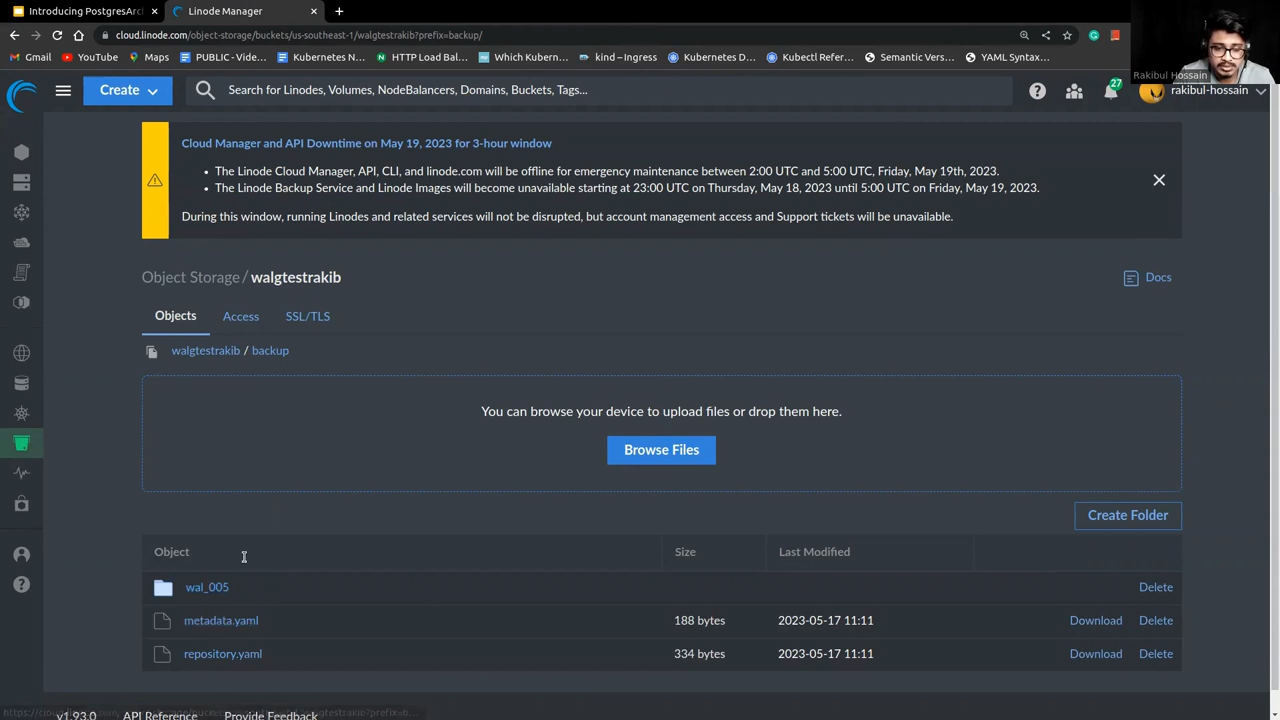 Introducing PostgresArc
Linode Manager
cloud.linode.com/object-storage/buckets/us-southeast-1/walgtestrakib?prefix=backup/
Gmail
YouTube
Maps
PUBLIC - Vide...
Kubernetes N...
HTTP Load Bal...
Which Kubern...
kind – Ingress
Kubernetes D...
Kubectl Refer...
Semantic Vers...
YAML Syntax...
Rakibul Hossain
Create
Search for Linodes, Volumes, NodeBalancers, Domains, Buckets, Tags...
27
rakibul-hossain
Cloud Manager and API Downtime on May 19, 2023 for 3-hour window
• The Linode Cloud Manager, API, CLI, and linode.com will be offline for emergency maintenance between 2:00 UTC and 5:00 UTC, Friday, May 19th, 2023.
• The Linode Backup Service and Linode Images will become unavailable starting at 23:00 UTC on Thursday, May 18, 2023 until 5:00 UTC on Friday, May 19, 2023.
During this window, running Linodes and related services will not be disrupted, but account management access and Support tickets will be unavailable.
Object Storage / walgtestrakib
Docs
Objects
Access
SSL/TLS
walgtestrakib / backup
You can browse your device to upload files or drop them here.
Browse Files
Create Folder
Object
Size
Last Modified
wal_005
Delete
metadata.yaml
188 bytes
2023-05-17 11:11
Download
Delete
repository.yaml
334 bytes
2023-05-17 11:11
Download
Delete
v1.93.0
API Reference
Provide Feedback